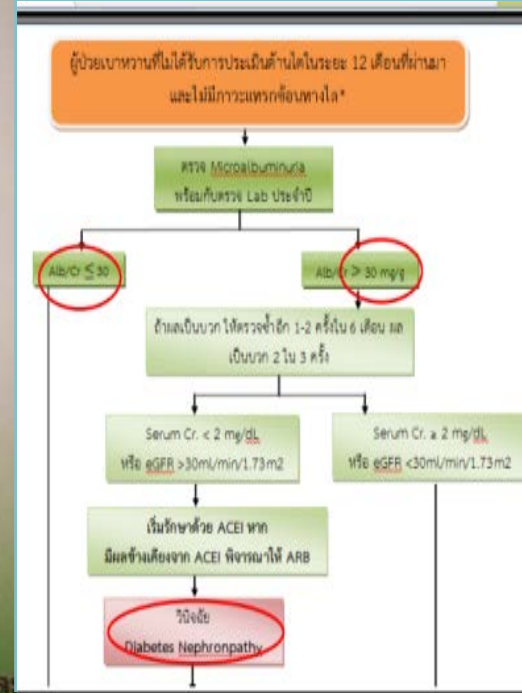 ผู้ป่วยเบาหวานที่ไม่ได้รับการประเมินด้านไตในระยะ 12 เดือนที่ผ่านมา
และไม่มีภาวะแทรกซ้อนทางไต*
ตรวจ Microalbuminuria
พร้อมกับตรวจ Lab ประจำปี
Alb/Cr ≤ 30
Alb/Cr > 30 mg/g
ถ้าผลเป็นบวก ให้ตรวจซ้ำอีก 1-2 ครั้งใน 6 เดือน ผล
เป็นบวก 2 ใน 3 ครั้ง
Serum Cr. < 2 mg/dL
หรือ eGFR >30ml/min/1.73m2
Serum Cr. ≥ 2 mg/dL
หรือ eGFR <30ml/min/1.73m2
เริ่มรักษาด้วย ACEI หาก
มีผลข้างเคียงจาก ACEI พิจารณาให้ ARB
วินิจฉัย
Diabetes Nephronpathy